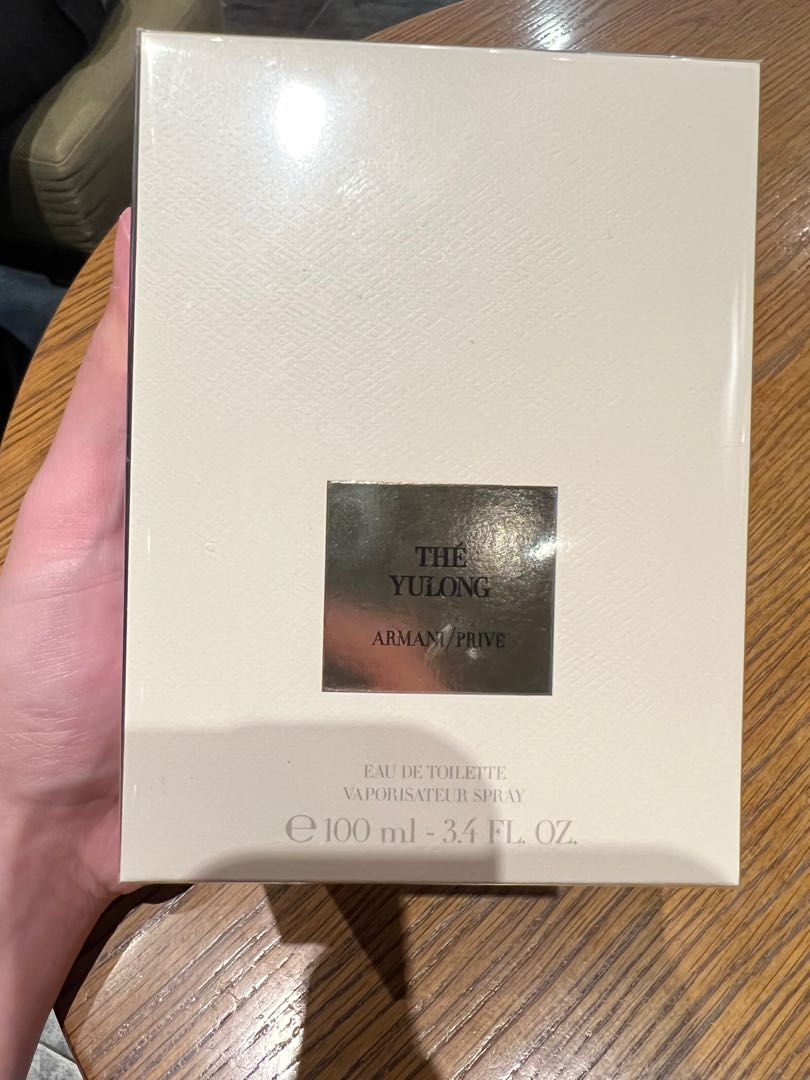 THÉ
YULONG
ARMANI/PRIVE
EAU DE TOILETTE
VAPORISATEUR SPRAY
℮ 100 ml - 3.4 FL. OZ.